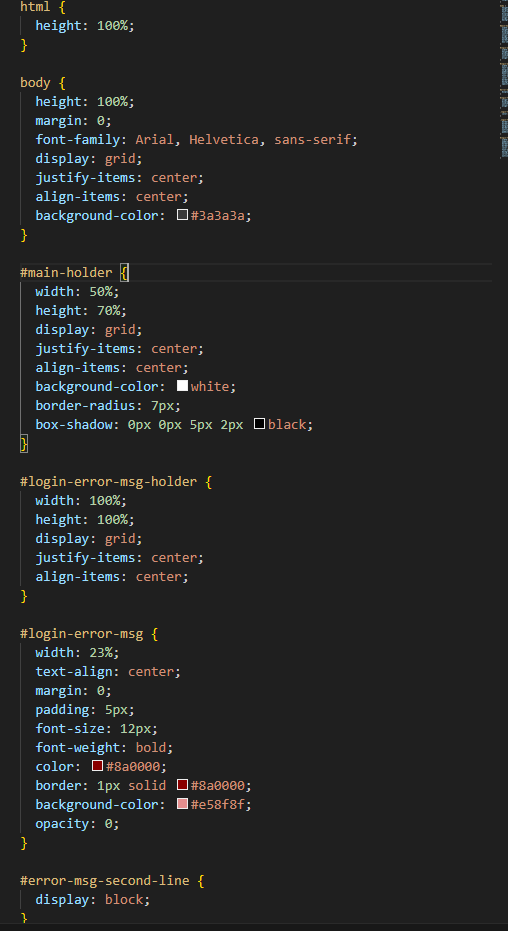 html {
  height: 100%;
}

body {
  height: 100%;
  margin: 0;
  font-family: Arial, Helvetica, sans-serif;
  display: grid;
  justify-items: center;
  align-items: center;
  background-color: #3a3a3a;
}

#main-holder {
  width: 50%;
  height: 70%;
  display: grid;
  justify-items: center;
  align-items: center;
  background-color: white;
  border-radius: 7px;
  box-shadow: 0px 0px 5px 2px black;
}

#login-error-msg-holder {
  width: 100%;
  height: 100%;
  display: grid;
  justify-items: center;
  align-items: center;
}

#login-error-msg {
  width: 23%;
  text-align: center;
  margin: 0;
  padding: 5px;
  font-size: 12px;
  font-weight: bold;
  color: #8a0000;
  border: 1px solid #8a0000;
  background-color: #e58f8f;
  opacity: 0;
}

#error-msg-second-line {
  display: block;
}